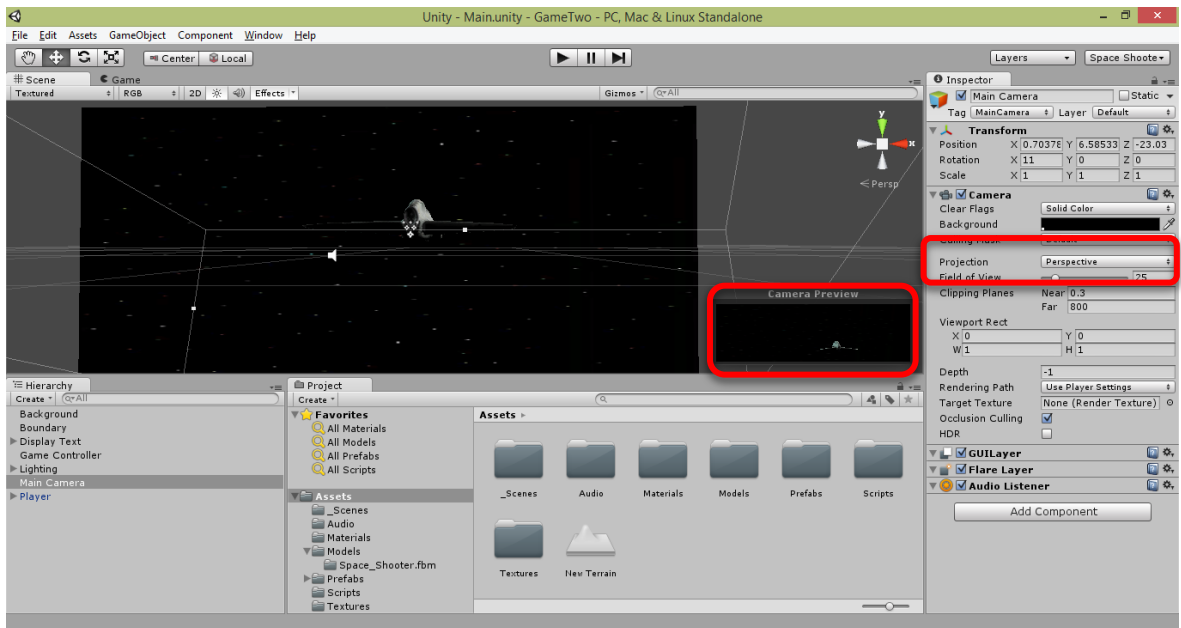 Unity - Main.unity - GameTwo - PC, Mac & Linux Standalone
File Edit Assets GameObject Component Window Help
Center Local
Layers Space Shoote
Scene Game
Textured RGB 2D Effects Gizmos All
y
x
Persp
Camera Preview
Inspector
Main Camera Static
Tag MainCamera Layer Default
Transform
Position X 0.7037 Y 6.58533 Z -23.03
Rotation X 11 Y 0 Z 0
Scale X 1 Y 1 Z 1
Camera
Clear Flags Solid Color
Background
Culling Mask
Projection Perspective
Field of View 25
Clipping Planes Near 0.3
Far 800
Viewport Rect
X 0 Y 0
W 1 H 1
Depth -1
Rendering Path Use Player Settings
Target Texture None (Render Texture)
Occlusion Culling
HDR
GUILayer
Flare Layer
Audio Listener
Add Component
Hierarchy
Create All
Background
Boundary
Display Text
Game Controller
Lighting
Main Camera
Player
Project
Create
Favorites
All Materials
All Models
All Prefabs
All Scripts
Assets
_Scenes
Audio
Materials
Models
Space_Shooter.fbm
Prefabs
Scripts
Textures
Assets
_Scenes Audio Materials Models Prefabs Scripts
Textures New Terrain